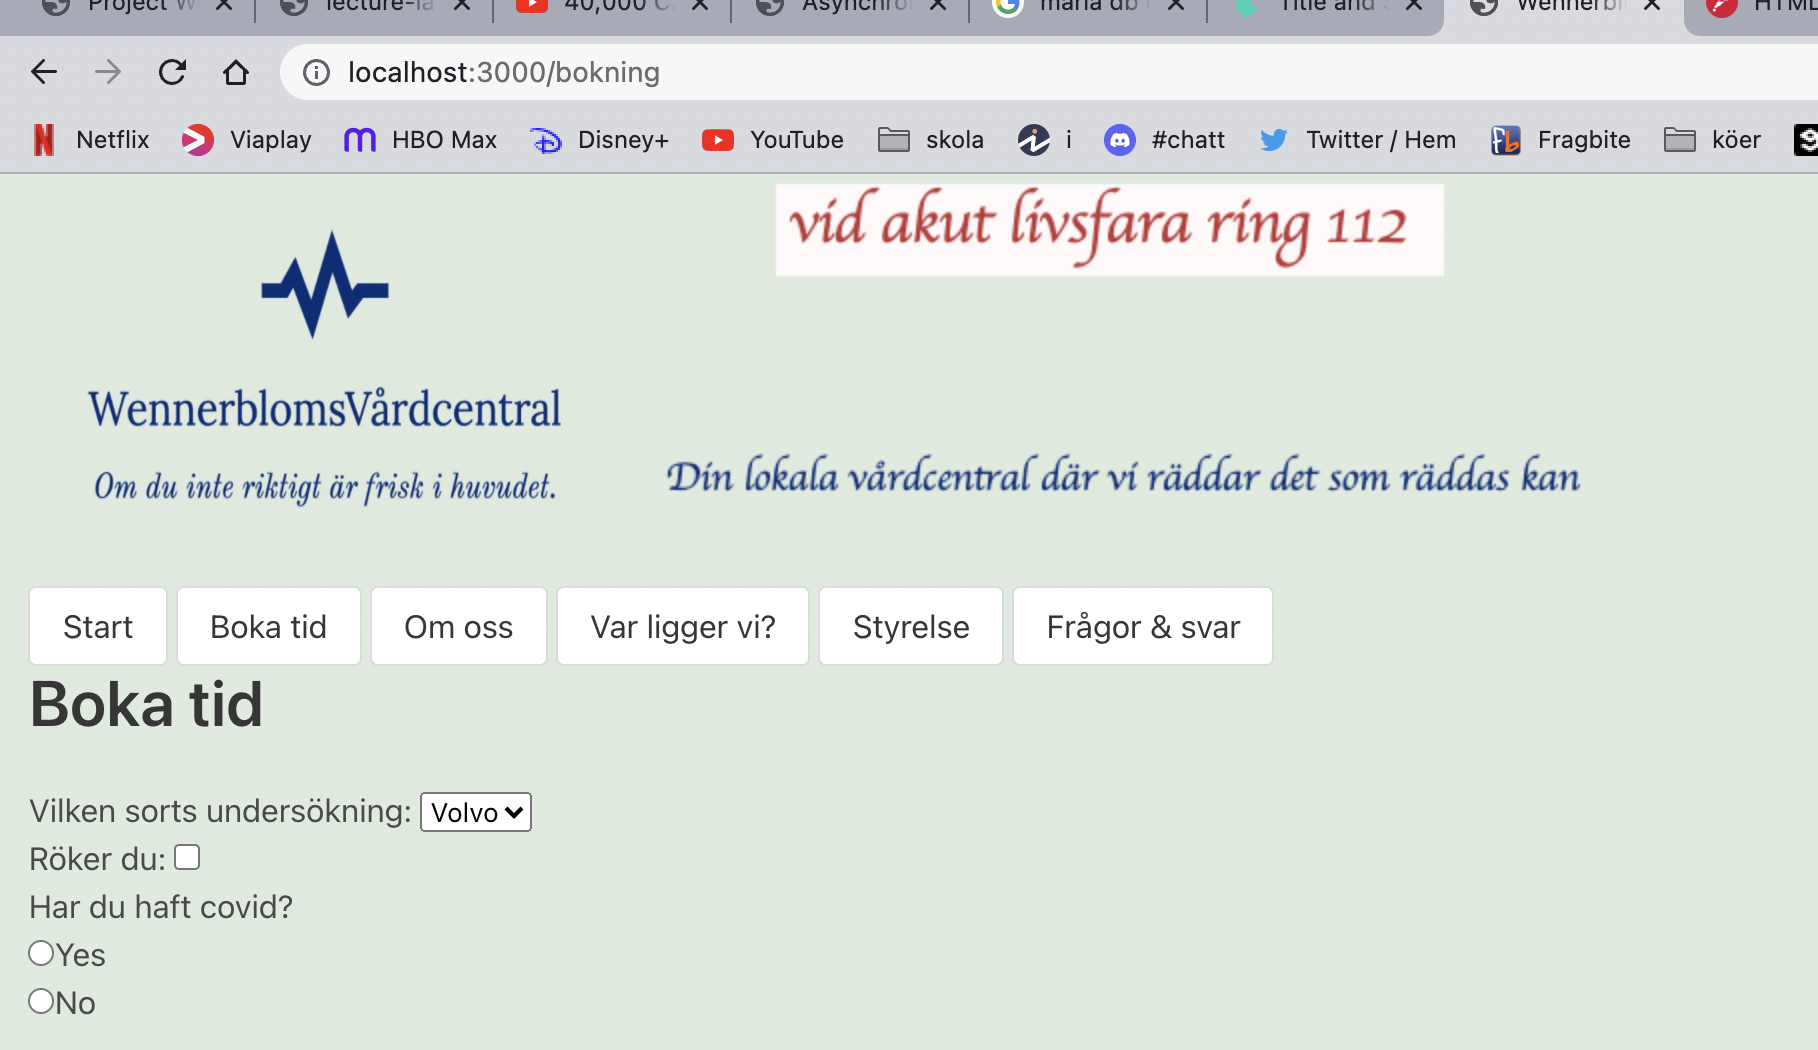 Project W
lecture-la
40,000 C
Asynchro
maria db
Title and
Wennerbl
HTML
localhost:3000/bokning
Netflix
Viaplay
HBO Max
Disney+
YouTube
skola
i
#chatt
Twitter / Hem
Fragbite
köer
vid akut livsfara ring 112
WennerblomsVårdcentral
Om du inte riktigt är frisk i huvudet.
Din lokala vårdcentral där vi räddar det som räddas kan
Start
Boka tid
Om oss
Var ligger vi?
Styrelse
Frågor & svar
Boka tid
Vilken sorts undersökning: Volvo
Röker du:
Har du haft covid?
Yes
No